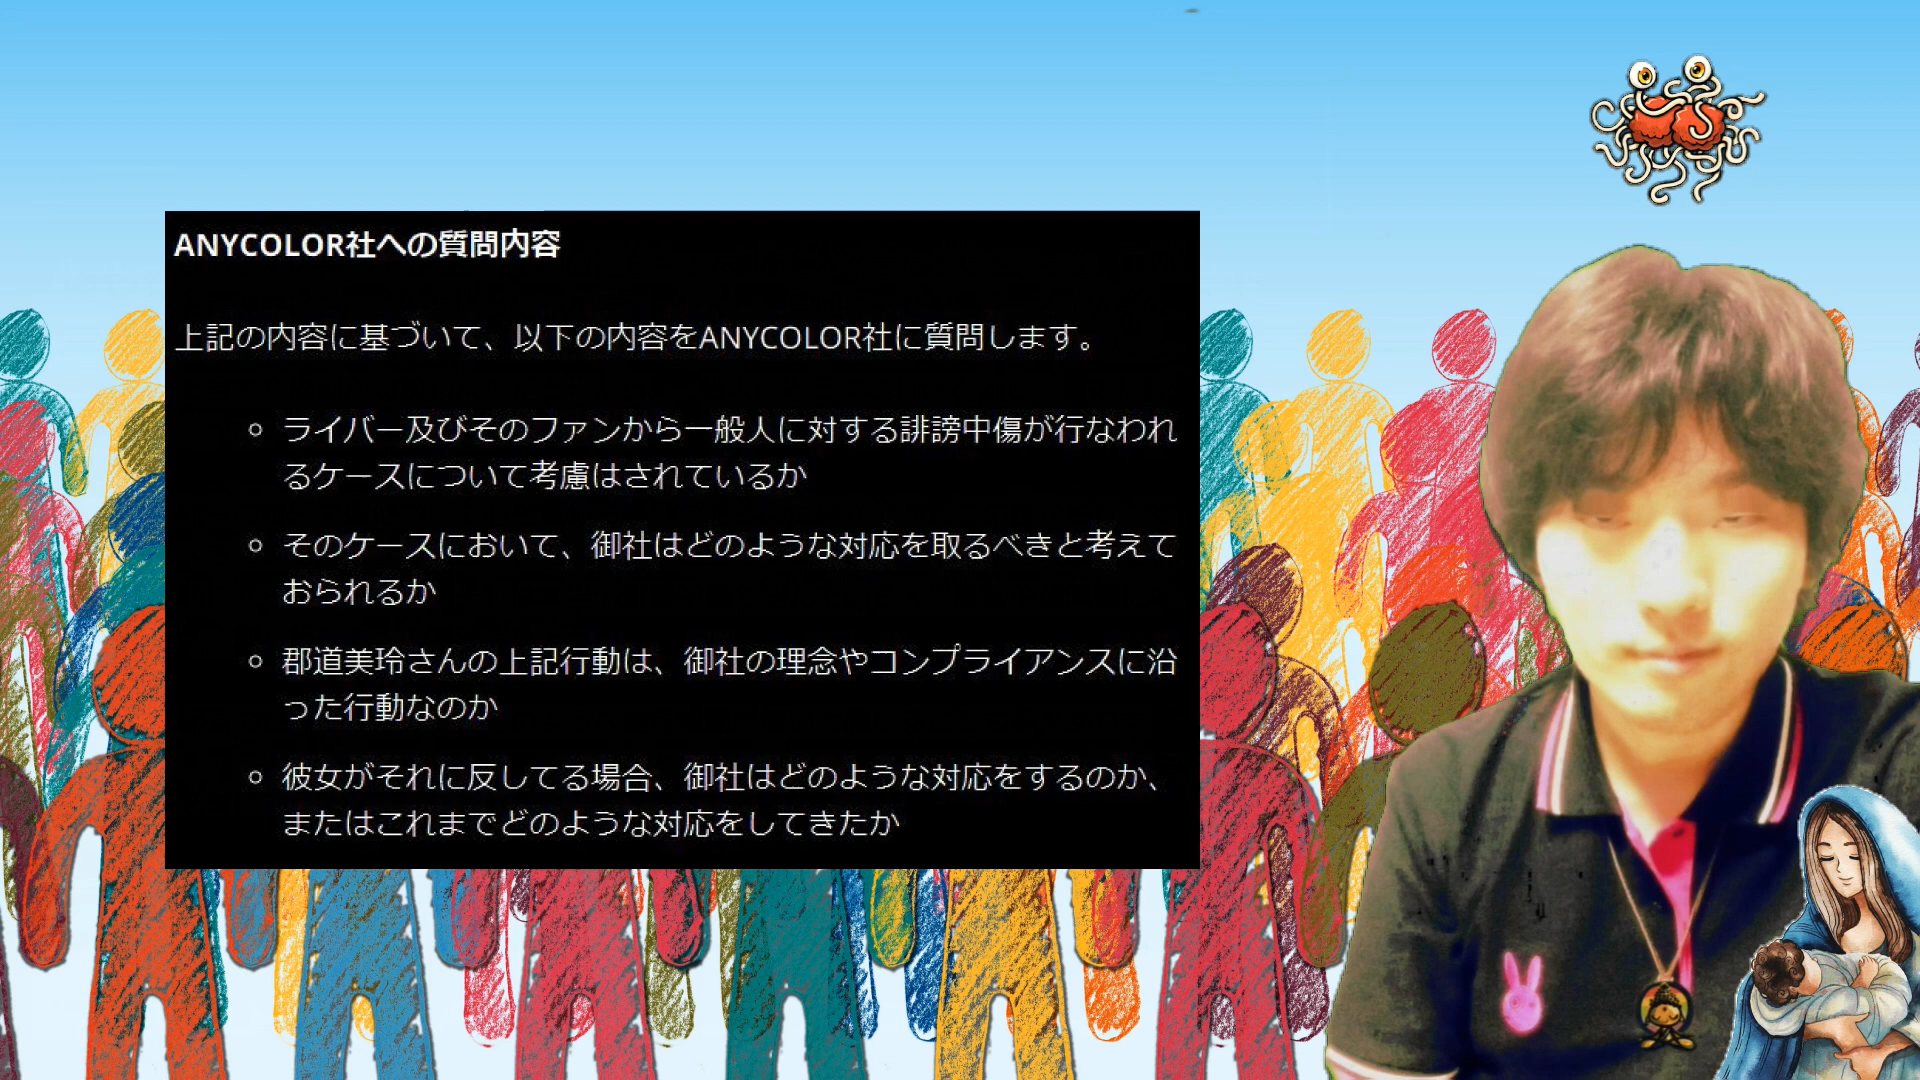 ANYCOLOR社への質問内容
上記の内容に基づいて、以下の内容をANYCOLOR社に質問します。
ライバー及びそのファンから一般人に対する誹謗中傷が行なわれ
るケースについて考慮はされているか
そのケースにおいて、御社はどのような対応を取るべきと考えて
おられるか
郡道美玲さんの上記行動は、御社の理念やコンプライアンスに沿
った行動なのか
彼女がそれに反してる場合、御社はどのような対応をするのか、
またはこれまでどのような対応をしてきたか